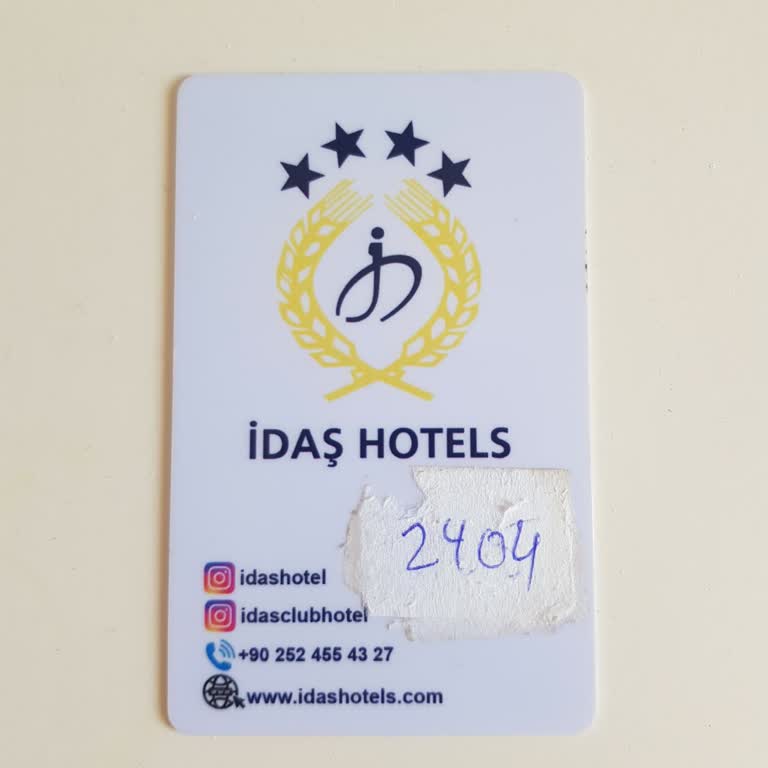 İDAŞ HOTELS
2404
idashotel
idasclubhotel
+90 252 455 43 27
www.idashotels.com